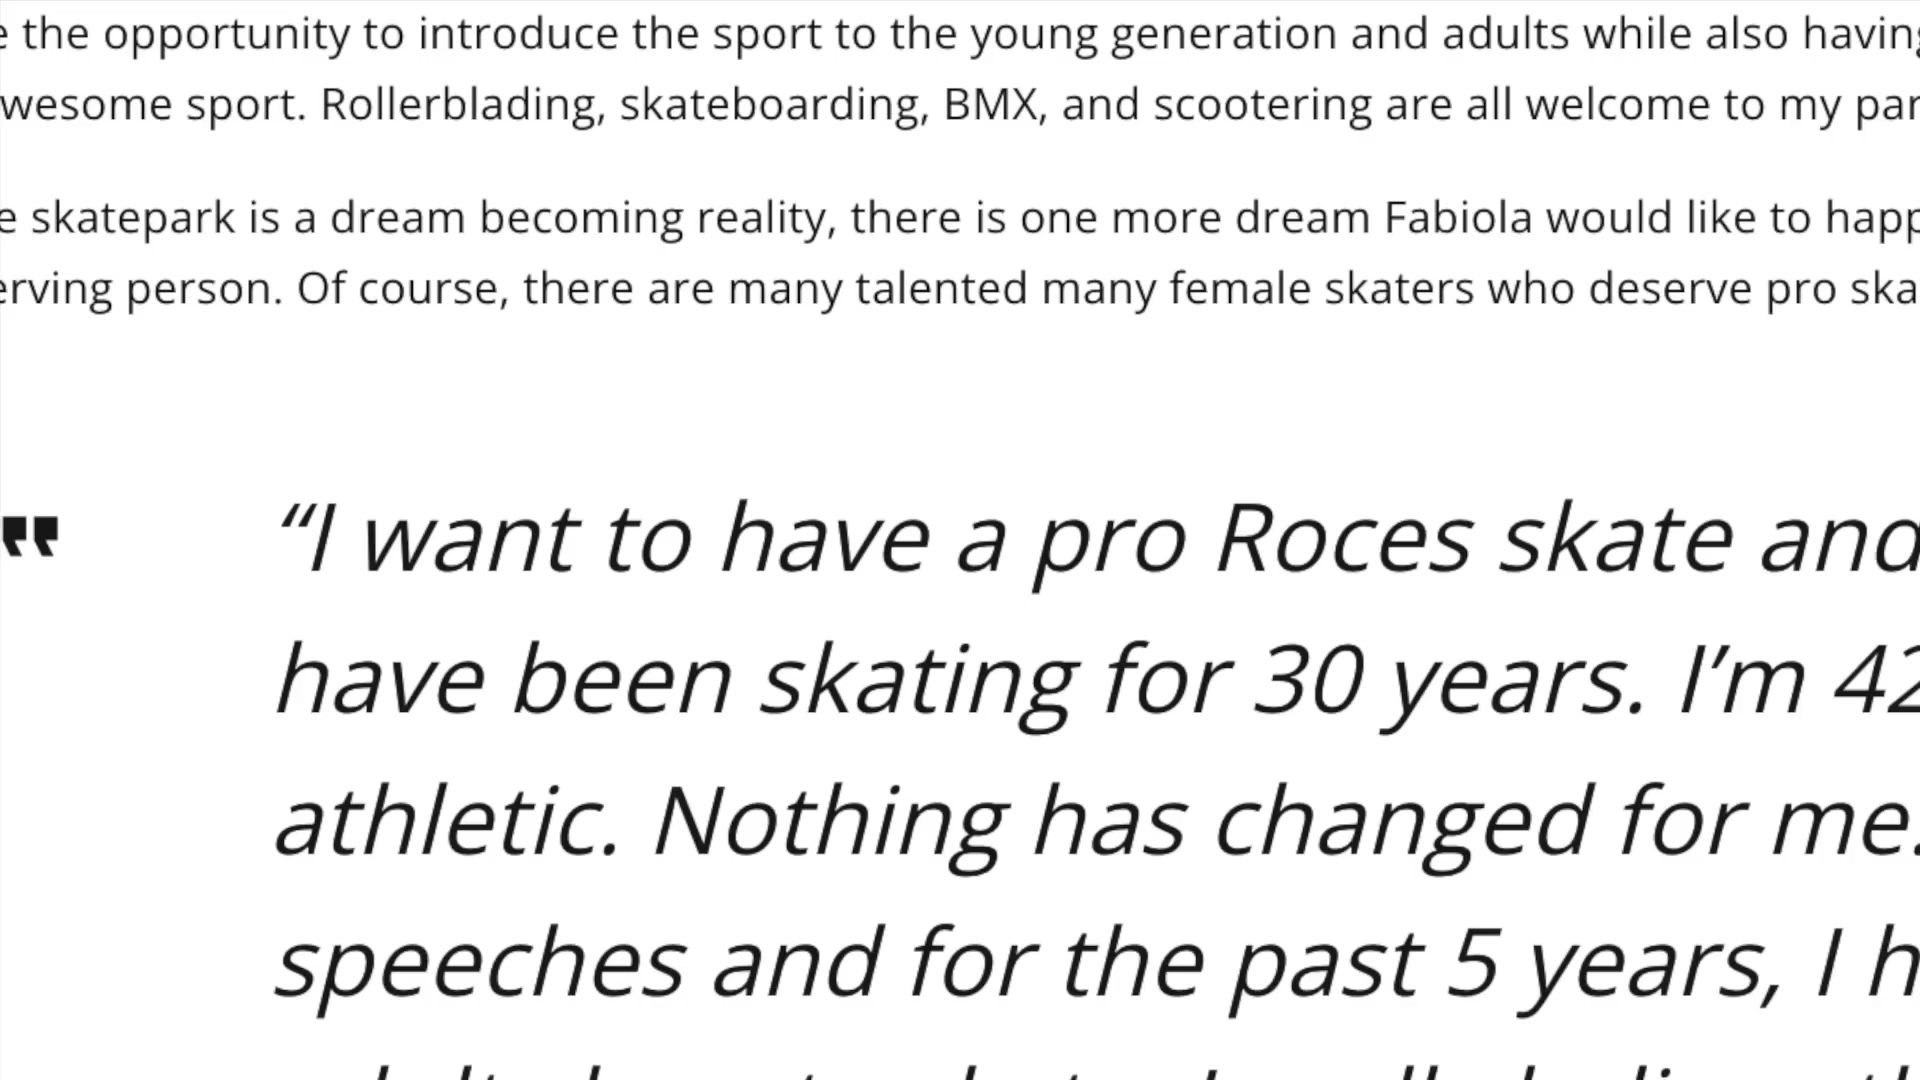 the opportunity to introduce the sport to the young generation and adults while also having
wesome sport. Rollerblading, skateboarding, BMX, and scootering are all welcome to my par
e skatepark is a dream becoming reality, there is one more dream Fabiola would like to happ
erving person. Of course, there are many talented many female skaters who deserve pro ska
"
“I want to have a pro Roces skate and
have been skating for 30 years. I’m 42
athletic. Nothing has changed for me.
speeches and for the past 5 years, I h